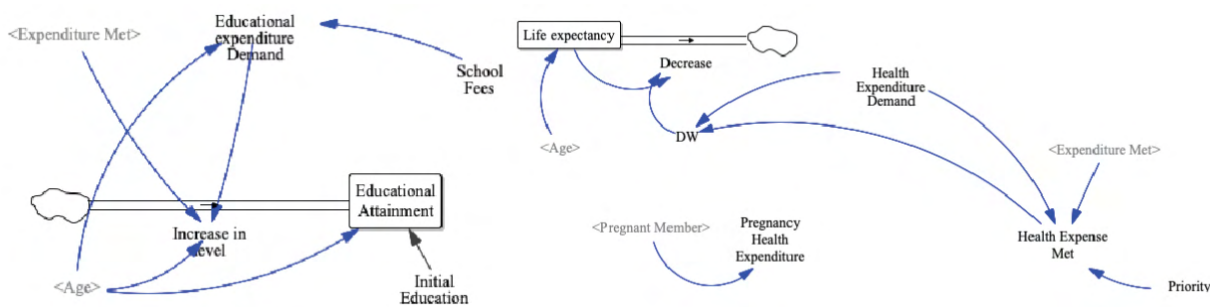 <Expenditure Met>
Educational
expenditure
Demand
School
Fees
Educational
Attainment
Increase in
level
<Age>
Initial
Education
Life expectancy
Decrease
Health
Expenditure
Demand
DW
<Age>
<Expenditure Met>
<Pregnant Member>
Pregnancy
Health
Expenditure
Health Expense
Met
Priority